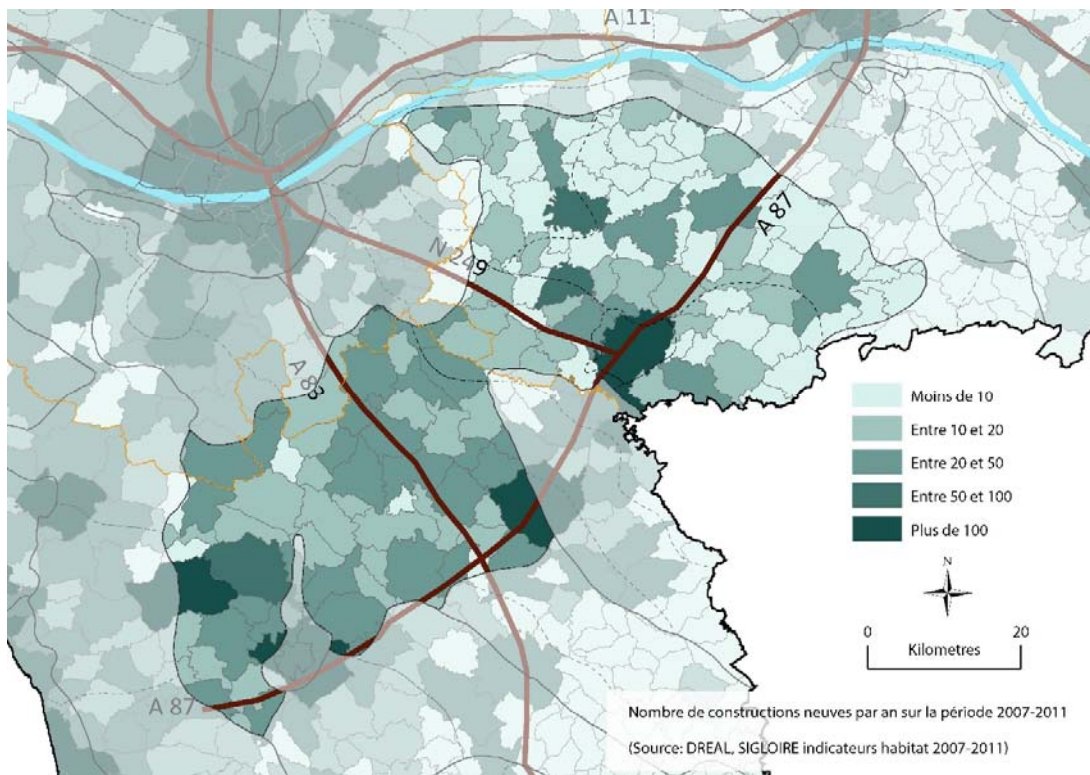 A 11
A 87
N 249
A 83
Moins de 10
Entre 10 et 20
Entre 20 et 50
Entre 50 et 100
Plus de 100
N
0 20
Kilometres
A 87
Nombre de constructions neuves par an sur la période 2007-2011
(Source: DREAL, SIGLOIRE indicateurs habitat 2007-2011)